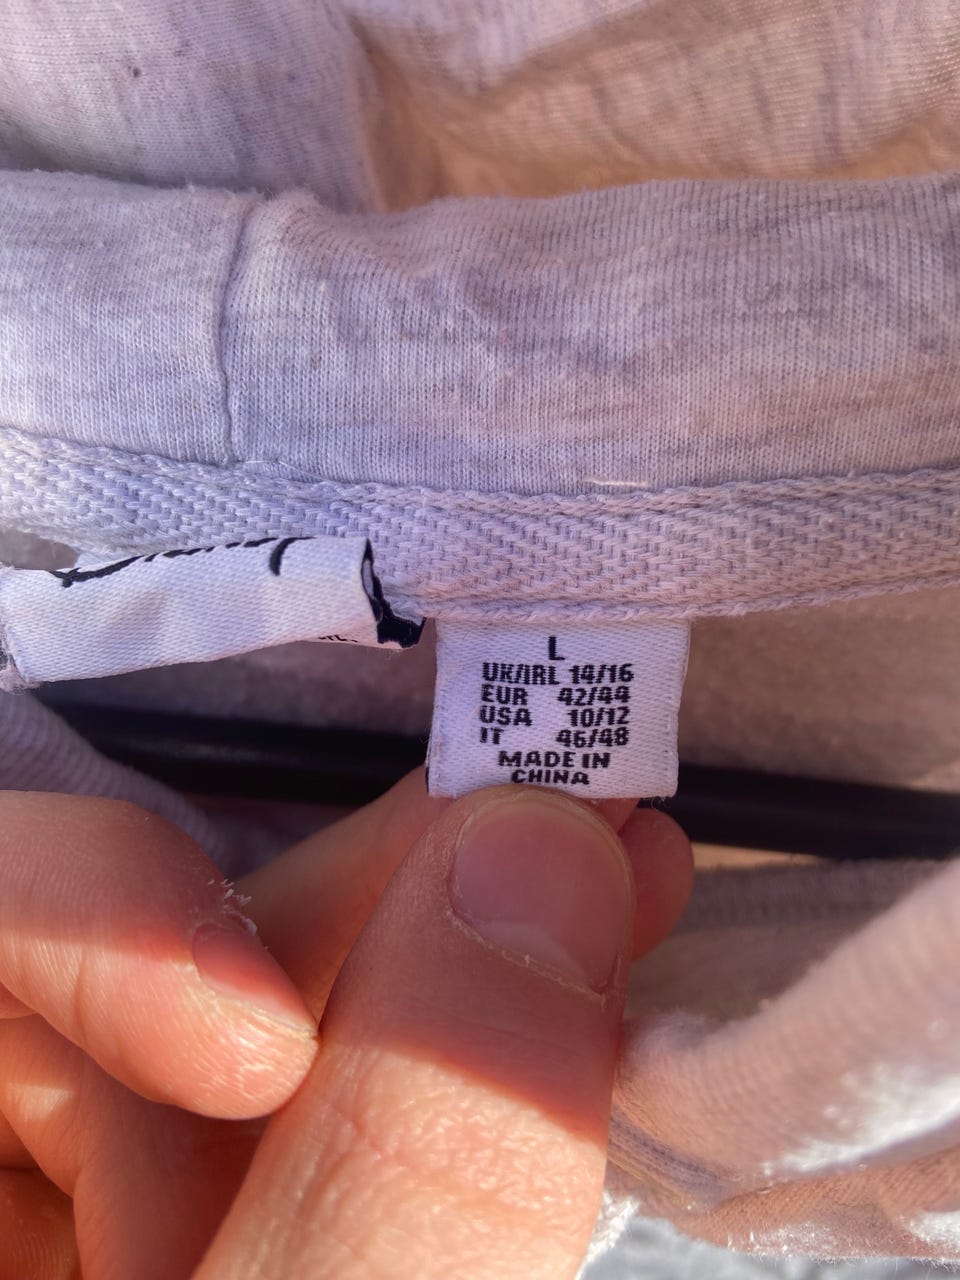 L
UK/IRL 14/16
EUR 42/44
USA 10/12
IT 46/48
MADE IN
CHINA